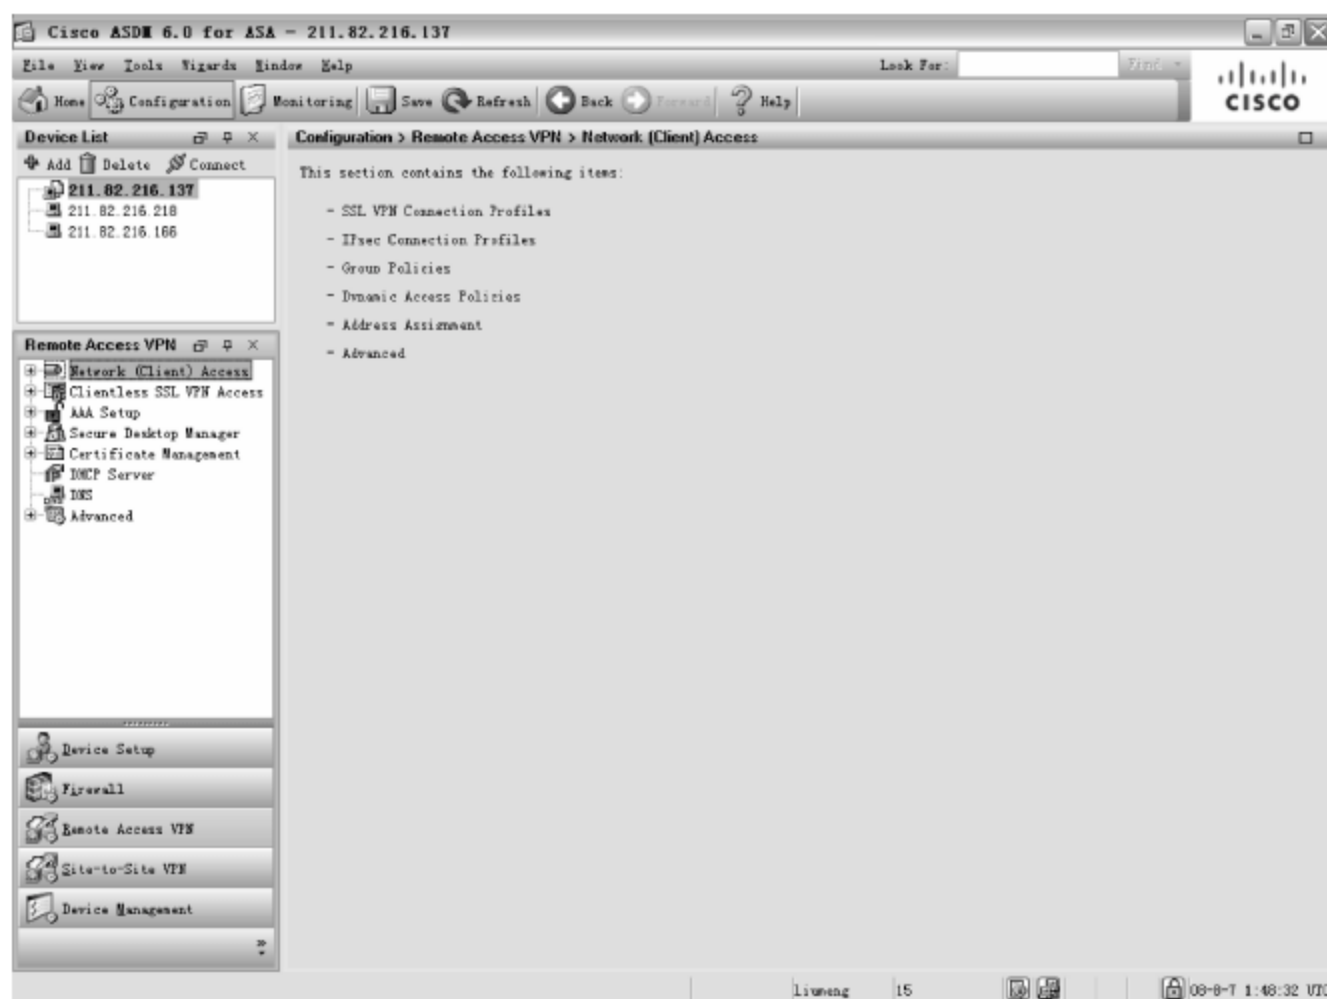 Cisco ASDM 6.0 for ASA - 211.82.216.137
File View Tools Wizards Window Help
Look For:
Find
Home Configuration Monitoring Save Refresh Back Forward Help
CISCO
Device List
Add Delete Connect
211.82.216.137
211.82.216.218
211.82.216.166
Configuration > Remote Access VPN > Network (Client) Access
This section contains the following items:
- SSL VPN Connection Profiles
- IPsec Connection Profiles
- Group Policies
- Dynamic Access Policies
- Address Assignment
- Advanced
Remote Access VPN
Network (Client) Access
Clientless SSL VPN Access
AAA Setup
Secure Desktop Manager
Certificate Management
DHCP Server
DNS
Advanced
Device Setup
Firewall
Remote Access VPN
Site-to-Site VPN
Device Management
liumeng
15
08-8-7 1:48:32 UTC